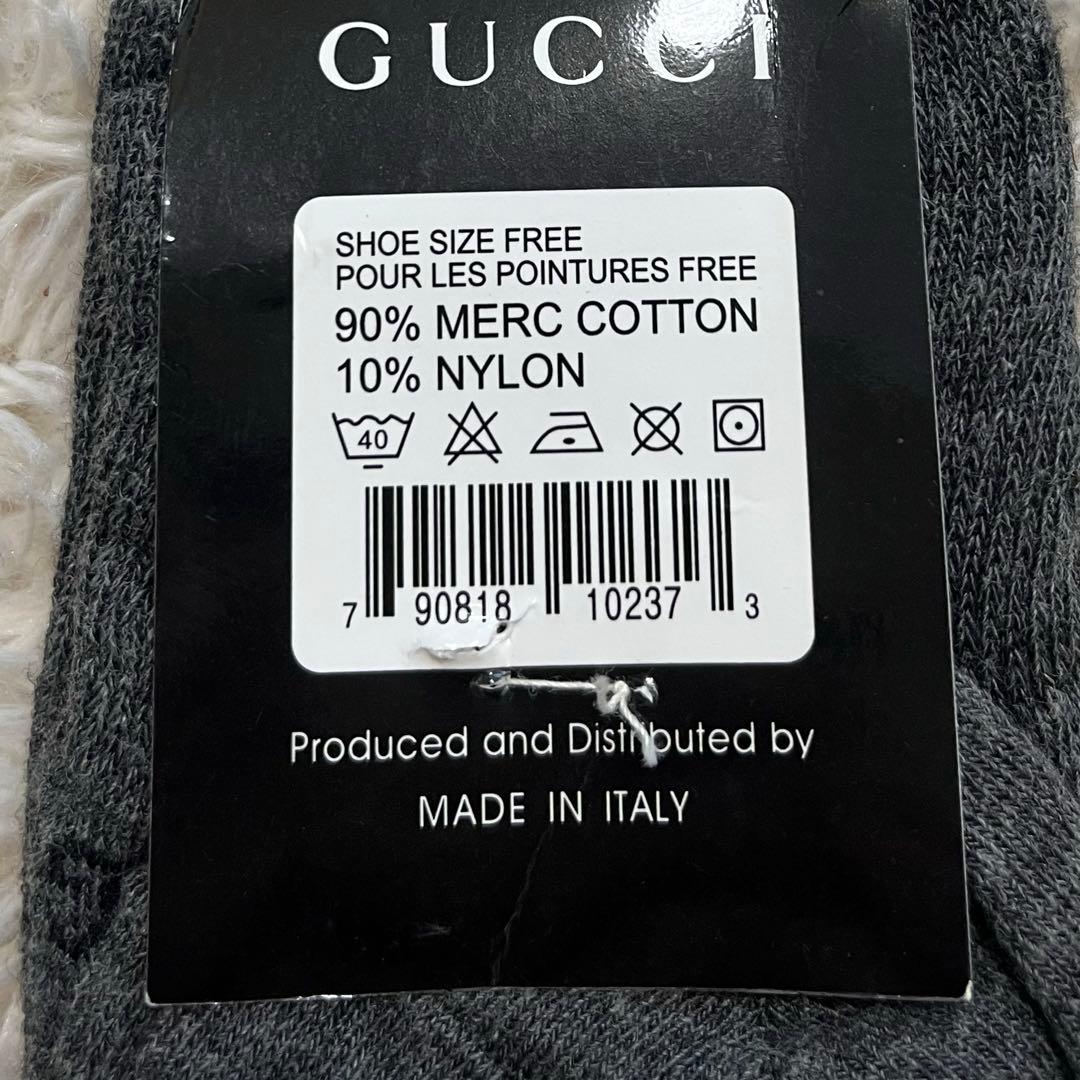 GUCCI
SHOE SIZE FREE
POUR LES POINTURES FREE
90% MERC COTTON
10% NYLON
40
7 90818 10237 3
Produced and Distributed by
MADE IN ITALY